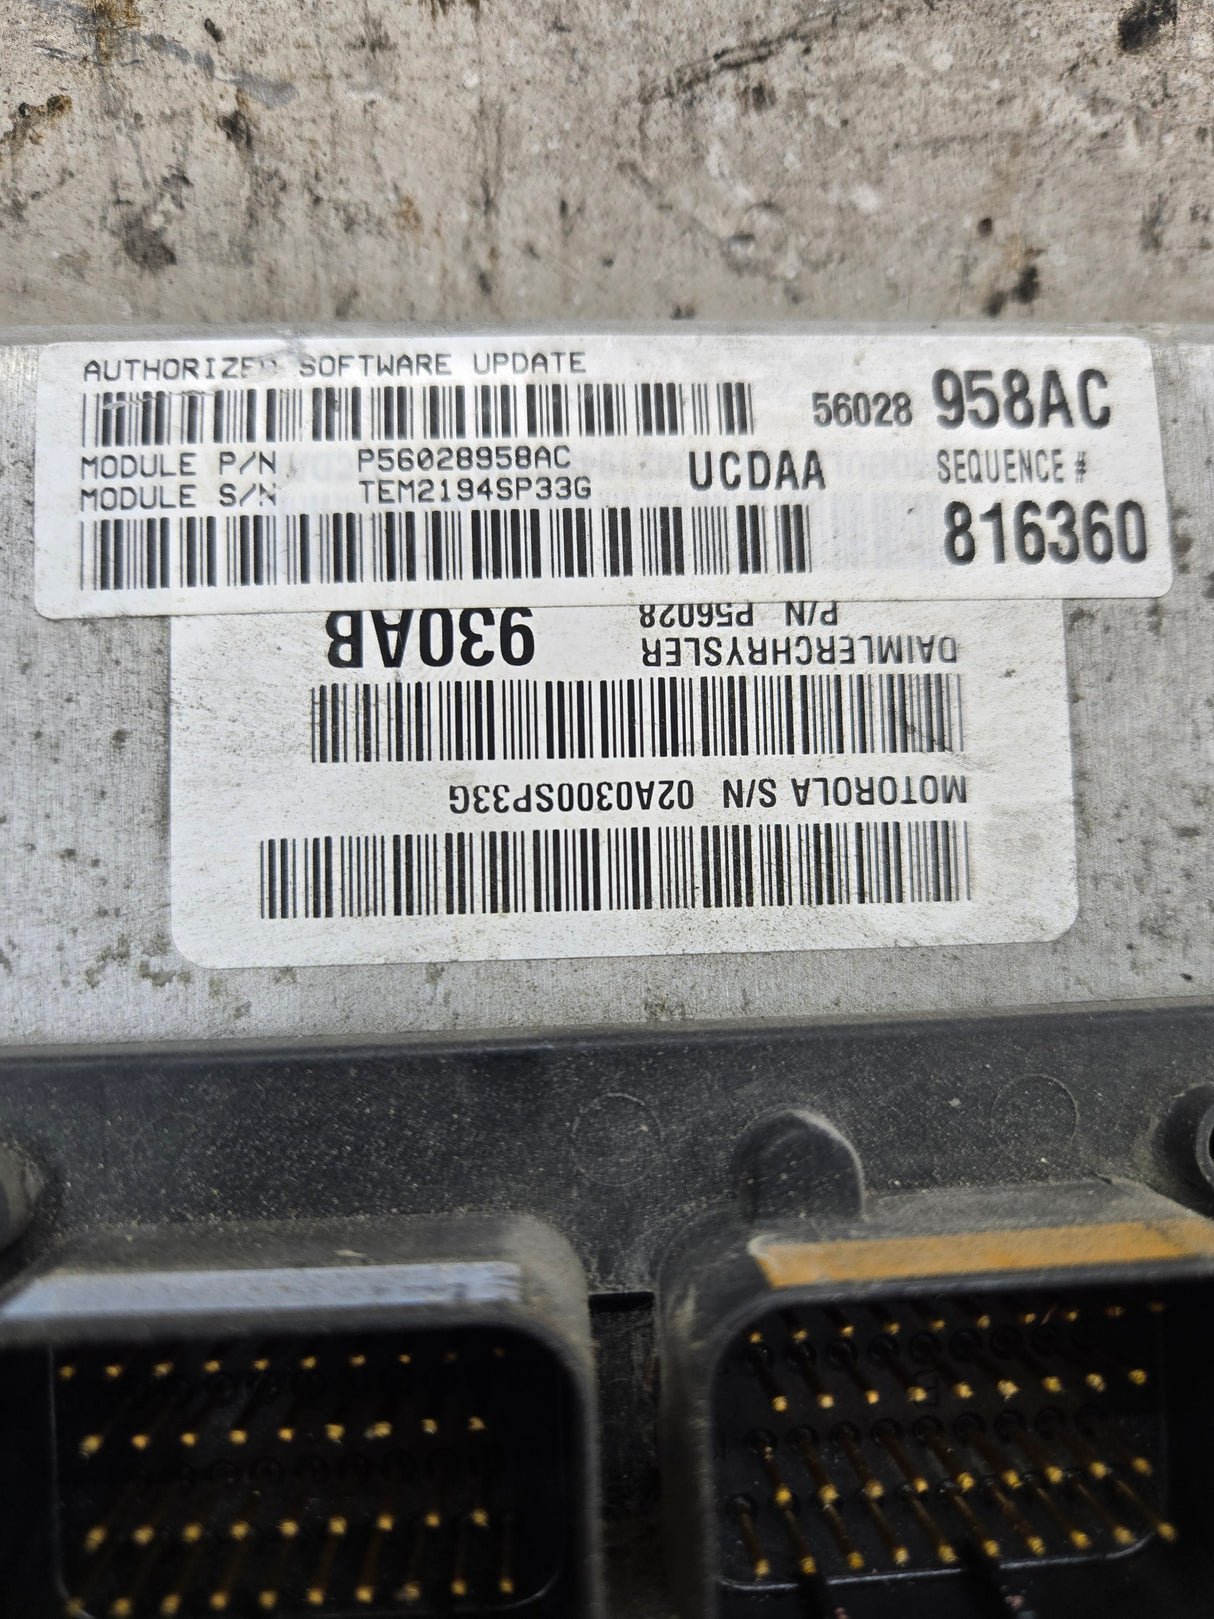 AUTHORIZED SOFTWARE UPDATE
56028 958AC
MODULE P/N P56028958AC
MODULE S/N TEM2194SP33G
UCDAA
SEQUENCE #
816360
P/N P56028
930AB
DAIMLERCHRYSLER
MOTOROLA S/N 02A0300SP33G